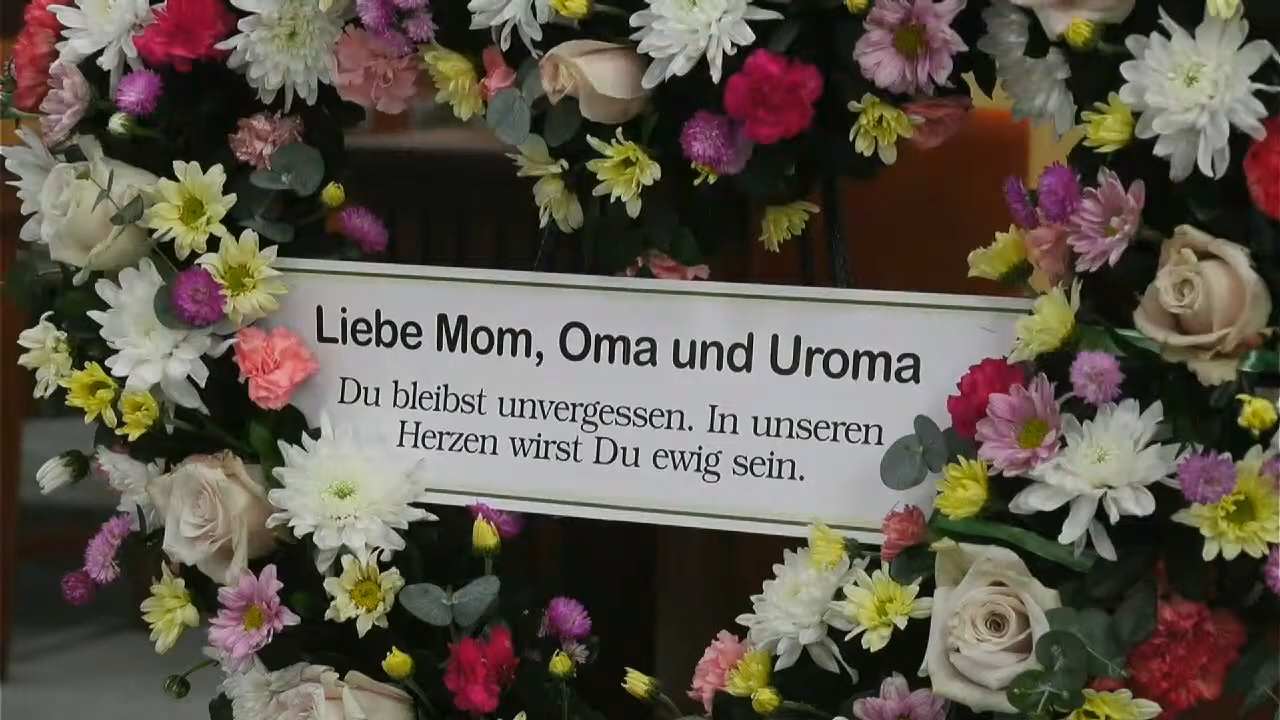 Liebe Mom, Oma und Uroma
Du bleibst unvergessen. In unseren
Herzen wirst Du ewig sein.